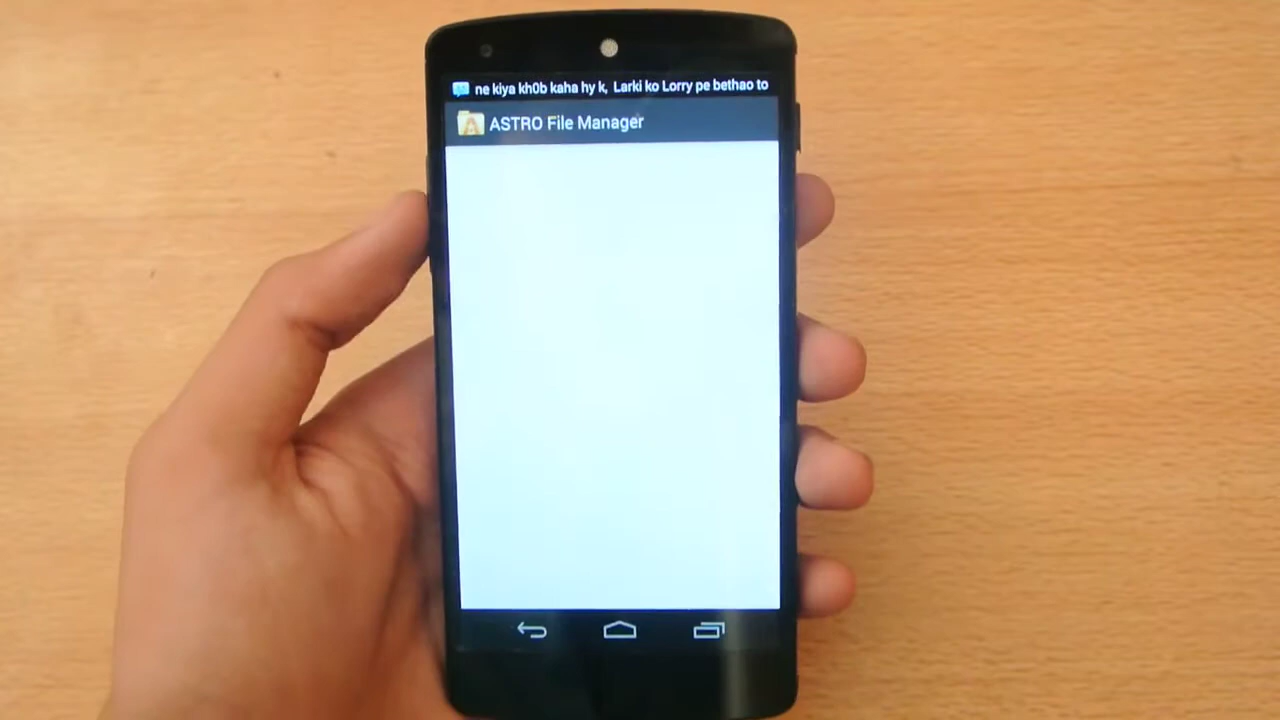 ne kiya kh0b kaha hy k, Larki ko Lorry pe bethao to
ASTRO File Manager